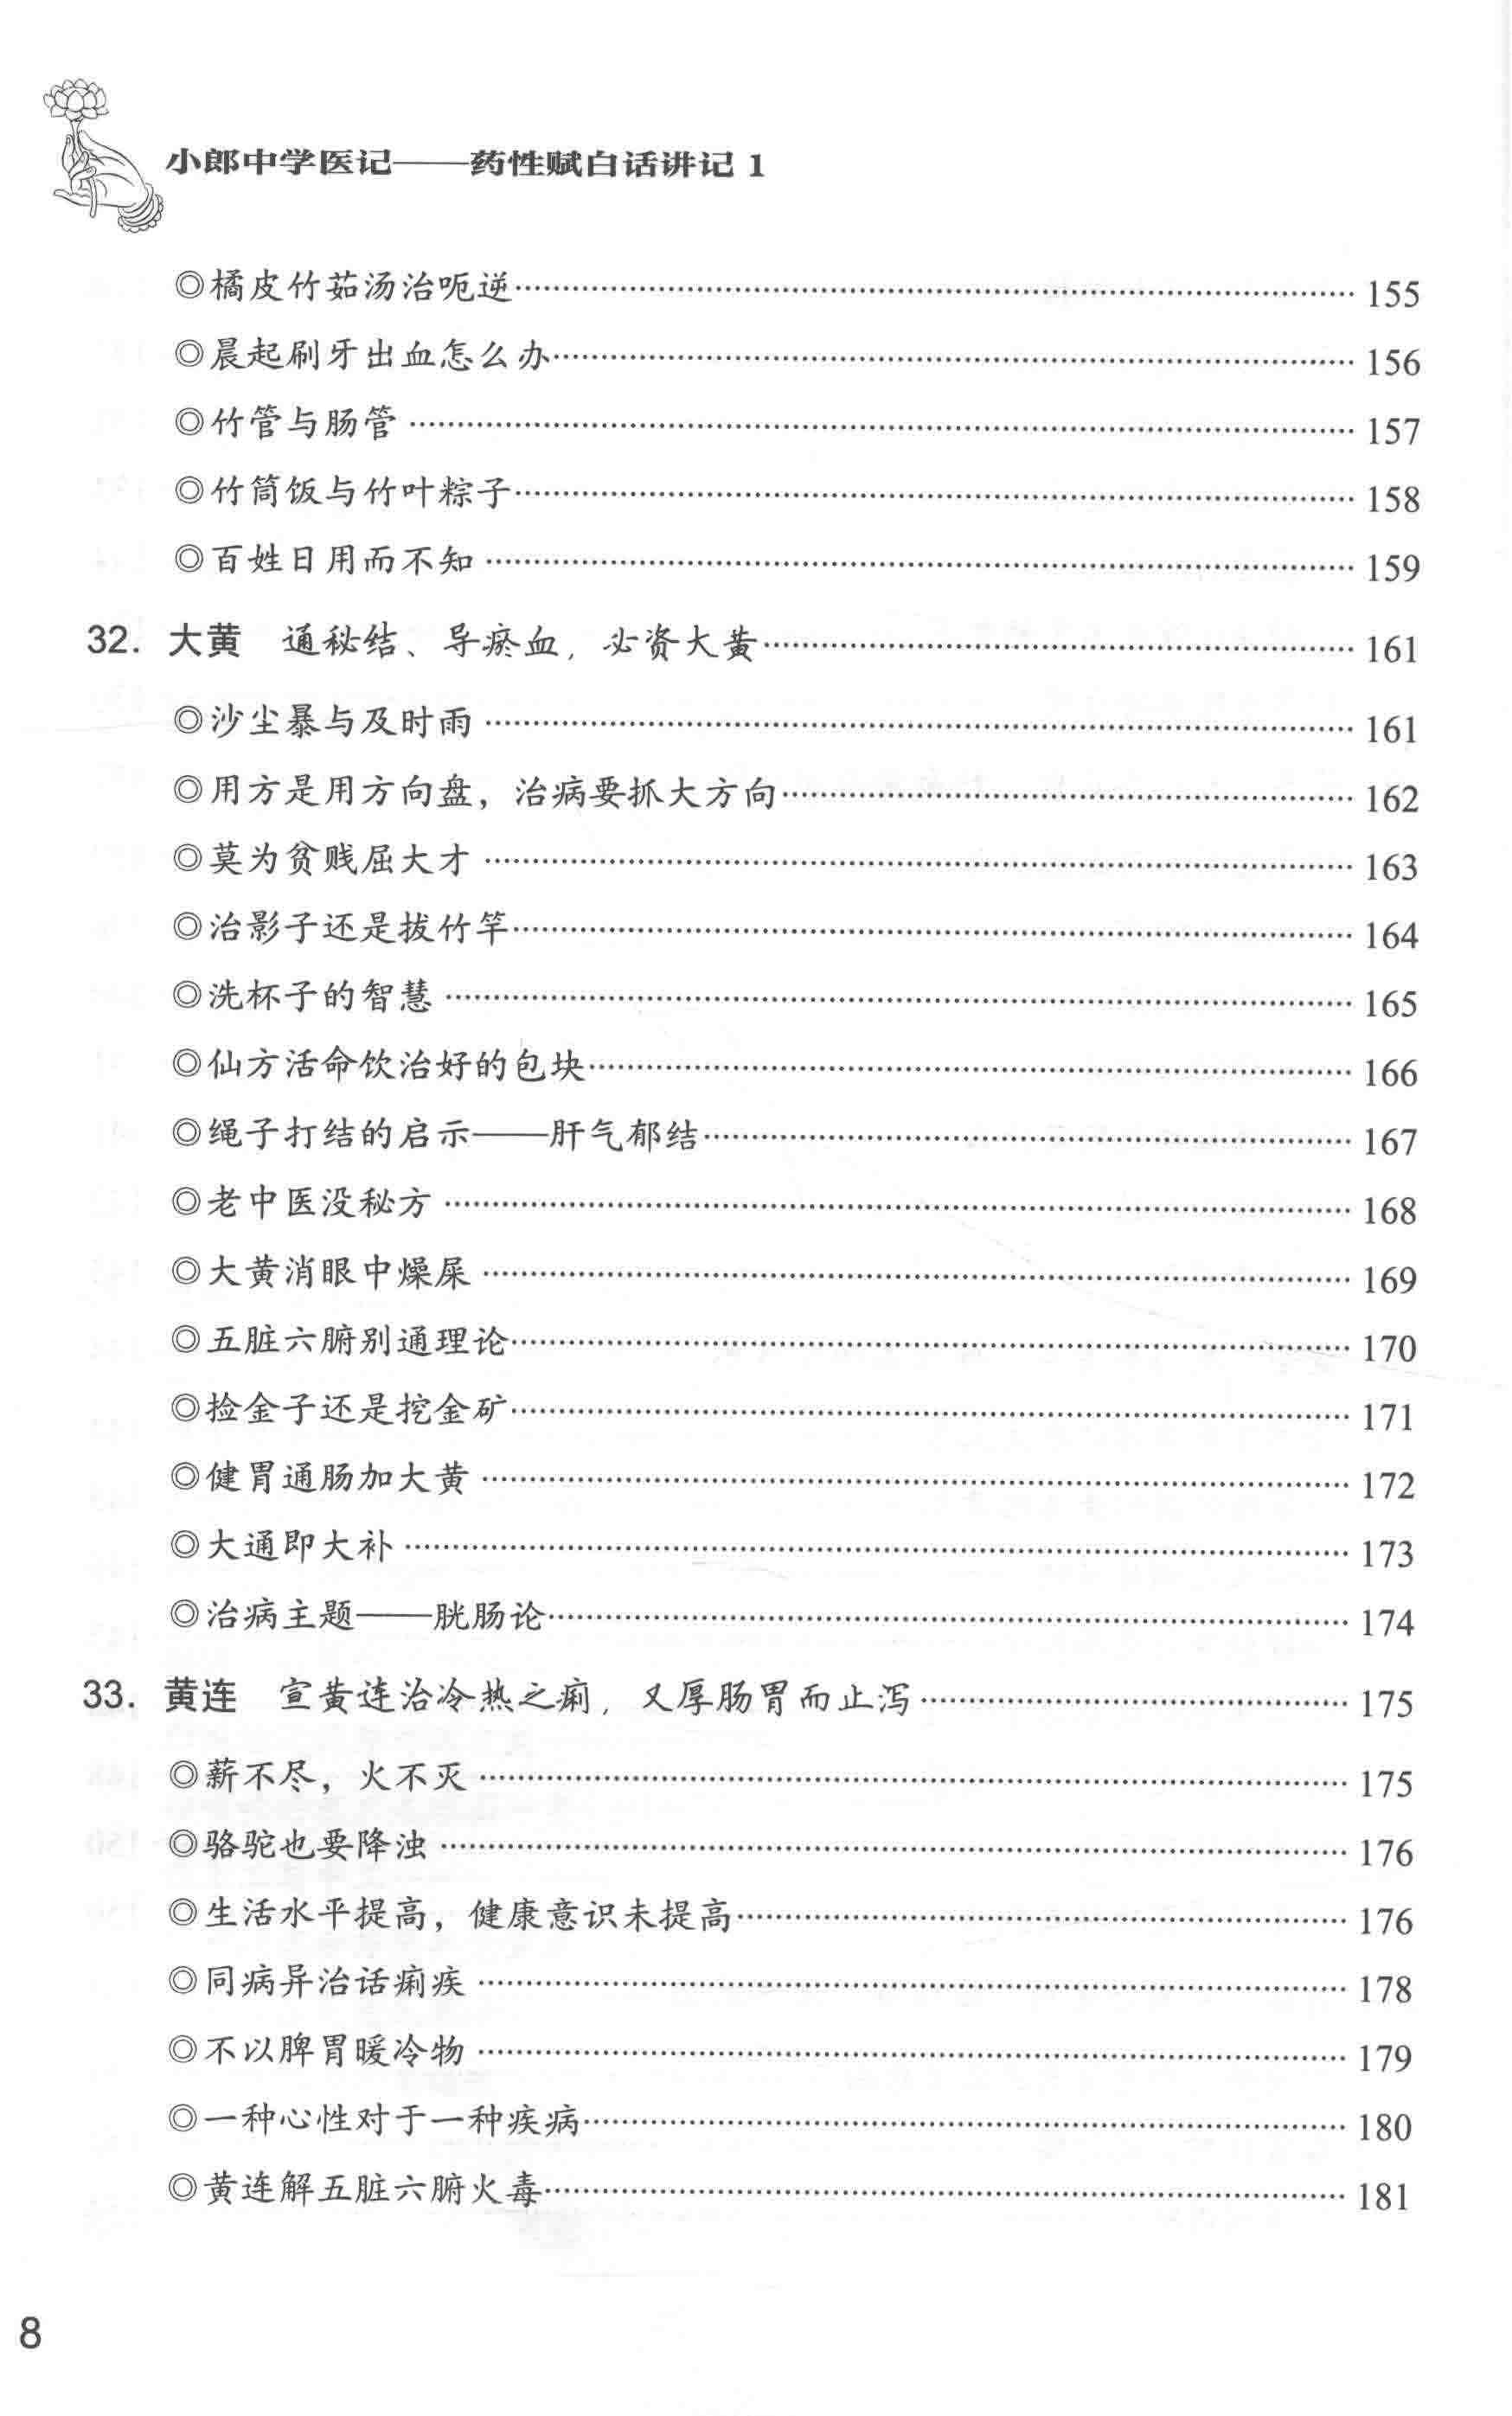 小郎中学医记——药性赋白话讲记 1
◎橘皮竹茹汤治呃逆…… 155
◎晨起刷牙出血怎么办…… 156
◎竹管与肠管…… 157
◎竹筒饭与竹叶粽子…… 158
◎百姓日用而不知…… 159
32. 大黄 通秘结、导瘀血，必资大黄…… 161
◎沙尘暴与及时雨…… 161
◎用方是用方向盘，治病要抓大方向…… 162
◎莫为贫贱屈大才…… 163
◎治影子还是拔竹竿…… 164
◎洗杯子的智慧…… 165
◎仙方活命饮治好的包块…… 166
◎绳子打结的启示——肝气郁结…… 167
◎老中医没秘方…… 168
◎大黄消眼中燥屎…… 169
◎五脏六腑别通理论…… 170
◎捡金子还是挖金矿…… 171
◎健胃通肠加大黄…… 172
◎大通即大补…… 173
◎治病主题——胱肠论…… 174
33. 黄连 宣黄连治冷热之痢，又厚肠胃而止泻…… 175
◎薪不尽，火不灭…… 175
◎骆驼也要降浊…… 176
◎生活水平提高，健康意识未提高…… 176
◎同病异治话痢疾…… 178
◎不以脾胃暖冷物…… 179
◎一种心性对于一种疾病…… 180
◎黄连解五脏六腑火毒…… 181
8